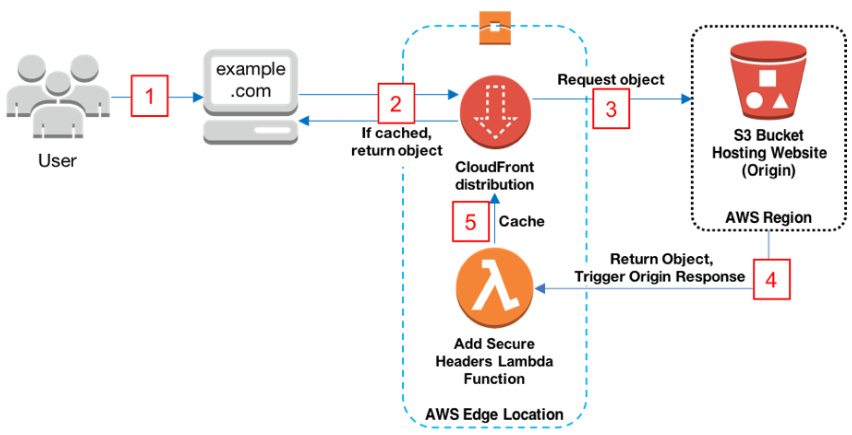 User
1
example
.com
2
If cached,
return object
CloudFront
distribution
Request object
3
S3 Bucket
Hosting Website
(Origin)
AWS Region
Return Object,
Trigger Origin Response
4
5
Cache
λ
Add Secure
Headers Lambda
Function
AWS Edge Location